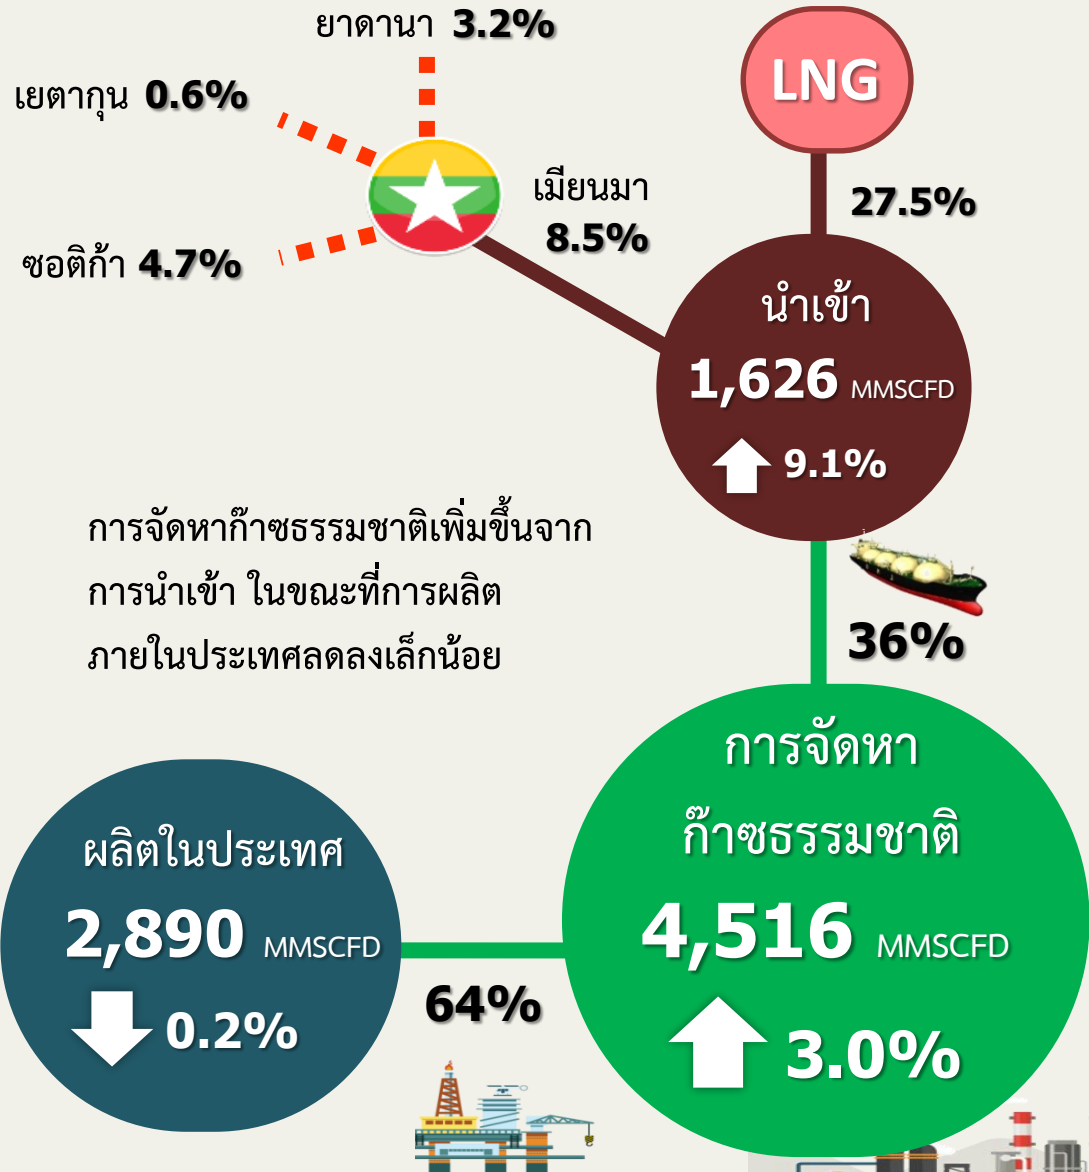 ยาดานา 3.2%
เยตากุน 0.6%
ซอติก้า 4.7%
เมียนมา
8.5%
LNG
27.5%
นำเข้า
1,626 MMSCFD
9.1%
การจัดหาก๊าซธรรมชาติเพิ่มขึ้นจาก
การนำเข้า ในขณะที่การผลิต
ภายในประเทศลดลงเล็กน้อย
36%
การจัดหา
ก๊าซธรรมชาติ
4,516 MMSCFD
3.0%
ผลิตในประเทศ
2,890 MMSCFD
0.2%
64%